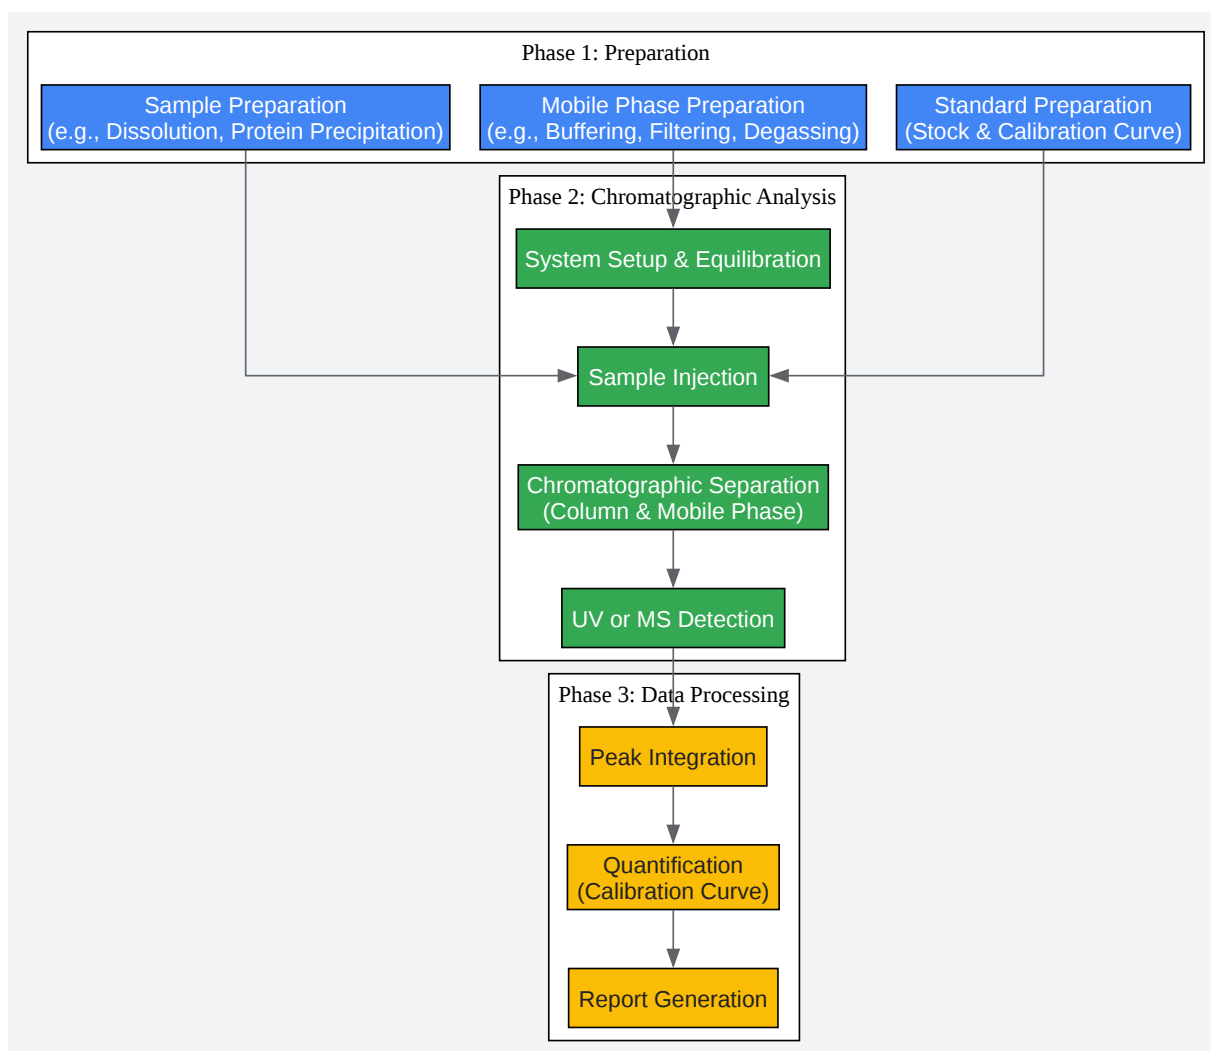 Phase 1: Preparation
Sample Preparation
(e.g., Dissolution, Protein Precipitation)
Mobile Phase Preparation
(e.g., Buffering, Filtering, Degassing)
Standard Preparation
(Stock & Calibration Curve)
Phase 2: Chromatographic Analysis
System Setup & Equilibration
Sample Injection
Chromatographic Separation
(Column & Mobile Phase)
UV or MS Detection
Phase 3: Data Processing
Peak Integration
Quantification
(Calibration Curve)
Report Generation